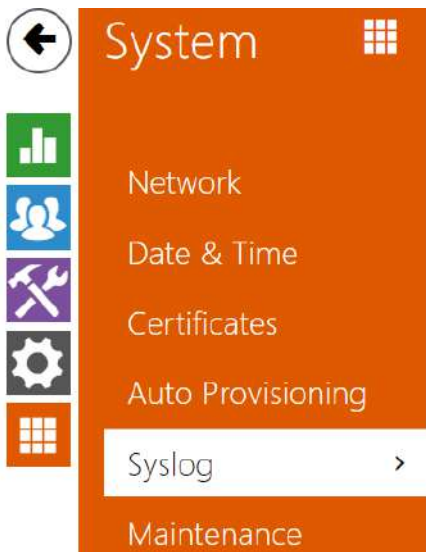 System
Network
Date & Time
Certificates
Auto Provisioning
Syslog
Maintenance